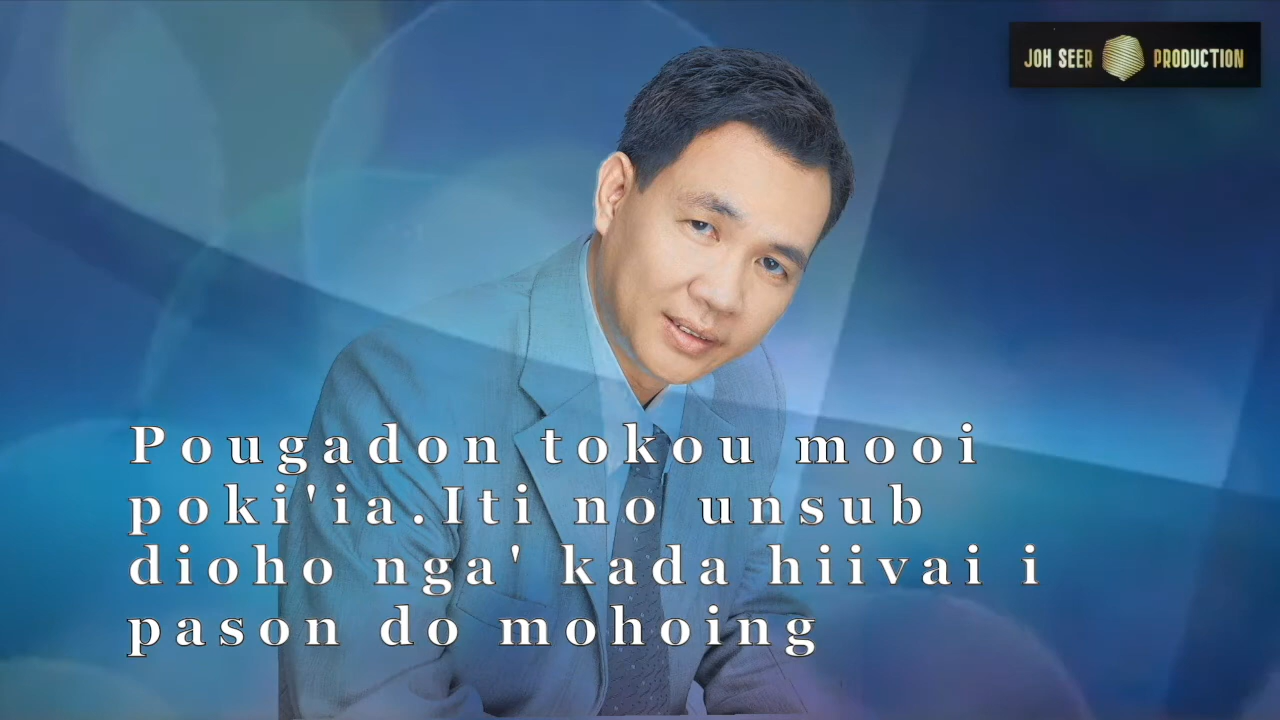 JOH SEER PRODUCTION
Pougadon tokou mooi
poki'ia.Iti no unsub
dioho nga' kada hiivai i
pason do mohoing